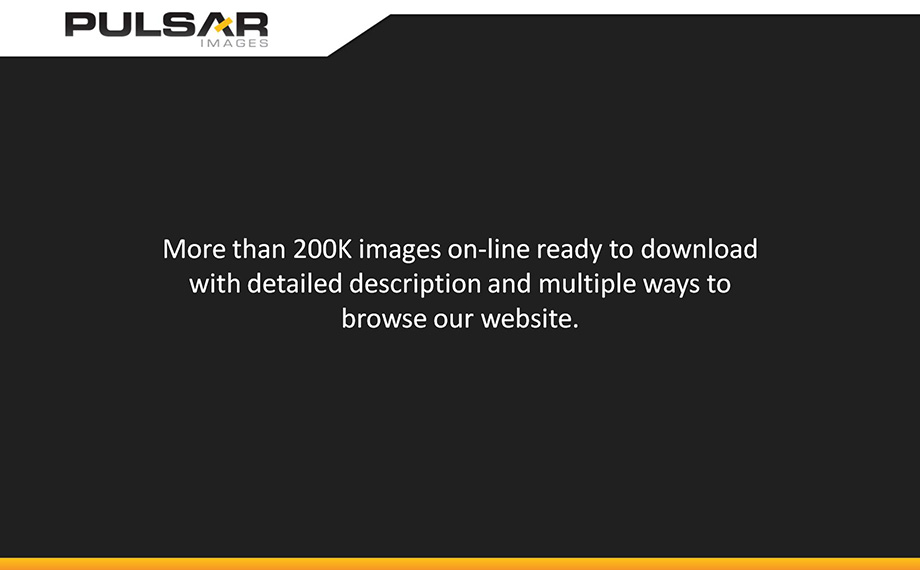 PULSAR
IMAGES
More than 200K images on-line ready to download
with detailed description and multiple ways to
browse our website.